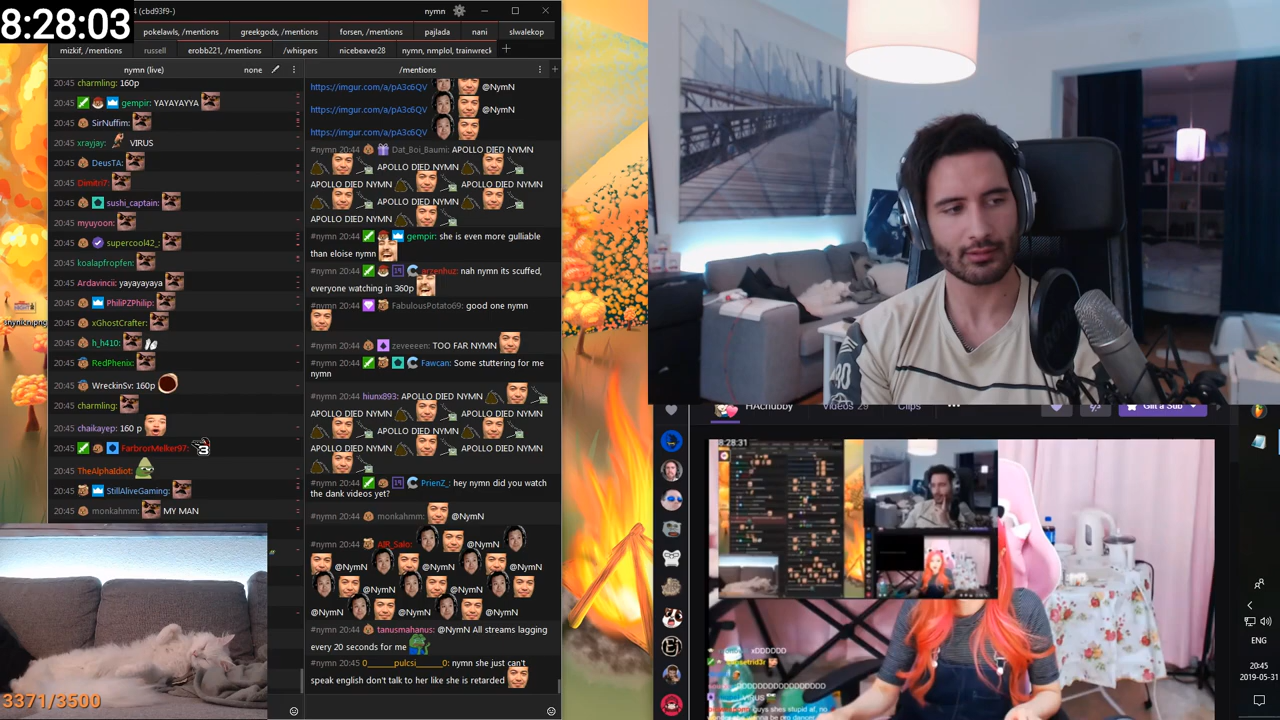 8:28:03
4 (cbd93f9-)
nymn
pokelawls, /mentions
greekgodx, /mentions
forsen, /mentions
pajlada
nani
slwalekop
mizkif, /mentions
russell
erobb221, /mentions
/whispers
nicebeaver28
nymn, nmplol, trainwreck
nymn (live)
none
20:45 charmling: 160p
20:45 gempir: YAYAYAYYA
20:45 SirNuffim:
20:45 xrayjay: VIRUS
20:45 DeusTA:
20:45 Dimitri7:
20:45 sushi_captain:
20:45 myuyoon:
20:45 supercool42_:
20:45 koalapfropfen:
20:45 Ardavincii: yayayayaya
20:45 PhiliPZPhilip:
20:45 xGhostCrafter:
20:45 h_h410:
20:45 RedPhenix:
20:45 WreckinSv: 160p
20:45 charmling:
20:45 chaikayep: 160 p
20:45 FarbrorMelker97:
20:45 TheAlphaIdiot:
20:45 StillAliveGaming:
20:45 monkahmm: MY MAN
3371/3500
/mentions
https://imgur.com/a/pA3c6QV @NymN
https://imgur.com/a/pA3c6QV @NymN
https://imgur.com/a/pA3c6QV
#nymn 20:44 Dat_Boi_Baumi: APOLLO DIED NYMN
APOLLO DIED NYMN
APOLLO DIED NYMN APOLLO DIED NYMN
APOLLO DIED NYMN
APOLLO DIED NYMN
#nymn 20:44 gempir: she is even more gulliable
than eloise nymn
#nymn 20:44 arzenhuz: nah nymn its scuffed,
everyone watching in 360p
#nymn 20:44 FabulousPotato69: good one nymn
#nymn 20:44 zeveeeen: TOO FAR NYMN
#nymn 20:44 Fawcan: Some stuttering for me
nymn
#nymn 20:44 hiunx893: APOLLO DIED NYMN
APOLLO DIED NYMN APOLLO DIED NYMN
APOLLO DIED NYMN
APOLLO DIED NYMN APOLLO DIED NYMN
#nymn 20:44 PrienZ_: hey nymn did you watch
the dank videos yet?
#nymn 20:44 monkahmm: @NymN
#nymn 20:44 AIR_Salo:
@NymN @NymN @NymN
@NymN @NymN
@NymN @NymN @NymN
#nymn 20:44 tanusmahanus: @NymN All streams lagging
every 20 seconds for me
#nymn 20:45 0______pulcsi______0: nymn she just can't
speak english don't talk to her like she is retarded
HAchubby
Videos 29
Clips
Gift a Sub
8:28:31
xDDDDDD
VIRUS
ENG
20:45
2019-05-31